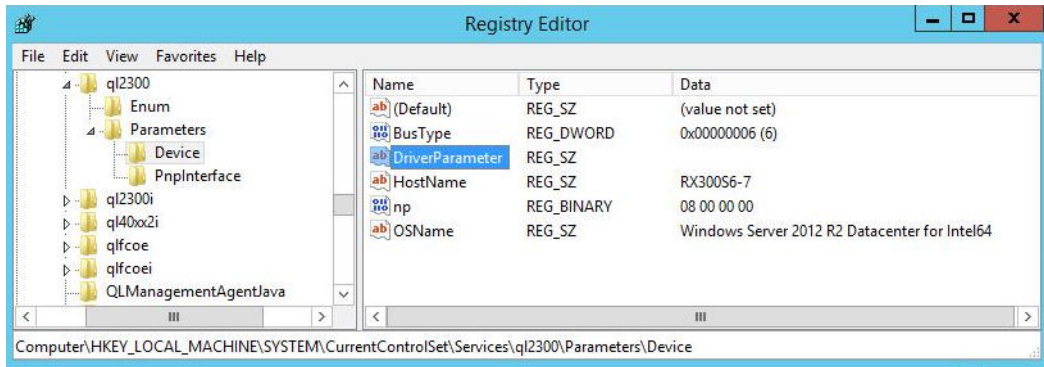 Registry Editor
File Edit View Favorites Help
ql2300
Enum
Parameters
Device
PnpInterface
ql2300i
ql40xx2i
qlfcoe
qlfcoei
QLManagementAgentJava
Name Type Data
(Default) REG_SZ (value not set)
BusType REG_DWORD 0x00000006 (6)
DriverParameter REG_SZ
HostName REG_SZ RX300S6-7
np REG_BINARY 08 00 00 00
OSName REG_SZ Windows Server 2012 R2 Datacenter for Intel64
Computer\HKEY_LOCAL_MACHINE\SYSTEM\CurrentControlSet\Services\ql2300\Parameters\Device